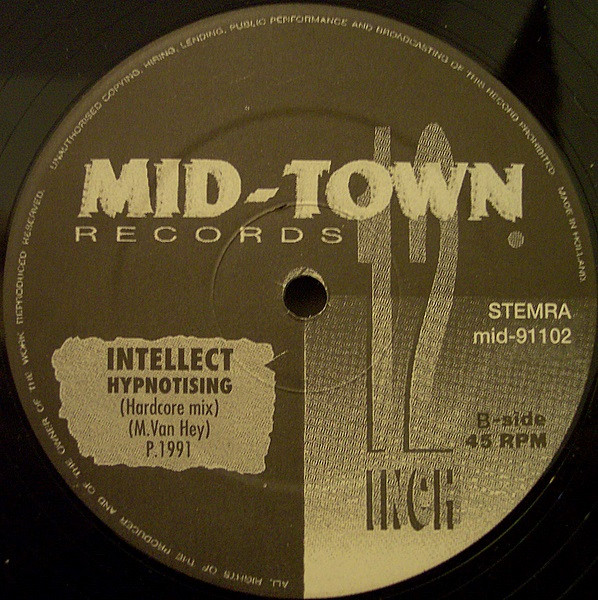 UNAUTHORISED COPYING, HIRING, LENDING, PUBLIC PERFORMANCE AND BROADCASTING OF THIS RECORD PROHIBITED
MADE IN HOLLAND
MID-TOWN
RECORDS
12
INCH
STEMRA
mid-91102
INTELLECT
HYPNOTISING
(Hardcore mix)
(M.Van Hey)
P.1991
B-side
45 RPM
ALL RIGHTS OF THE PRODUCER AND OF THE OWNER OF THE WORK REPRODUCED RESERVED.